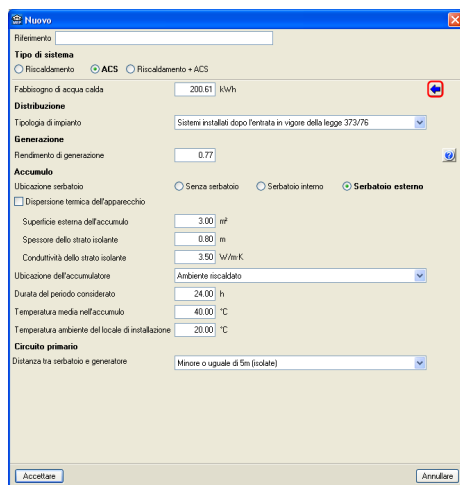 Nuovo
Riferimento
Tipo di sistema
Riscaldamento ACS Riscaldamento + ACS
Fabbisogno di acqua calda 200.61 kWh
Distribuzione
Tipologia di impianto Sistemi installati dopo l'entrata in vigore della legge 373/76
Generazione
Rendimento di generazione 0.77
Accumulo
Ubicazione serbatoio Senza serbatoio Serbatoio interno Serbatoio esterno
Dispersione termica dell'apparecchio
Superficie esterna dell'accumulo 3.00 m²
Spessore dello strato isolante 0.80 m
Conduttività dello strato isolante 3.50 W/m·K
Ubicazione dell'accumulatore Ambiente riscaldato
Durata del periodo considerato 24.00 h
Temperatura media nell'accumulo 40.00 °C
Temperatura ambiente del locale di installazione 20.00 °C
Circuito primario
Distanza tra serbatoio e generatore Minore o uguale di 5m (isolate)
Accettare Annullare